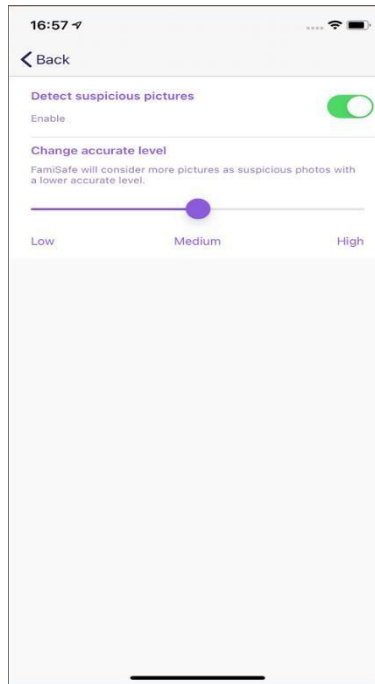 16:57
Back
Detect suspicious pictures
Enable
Change accurate level
FamiSafe will consider more pictures as suspicious photos with
a lower accurate level.
Low Medium High